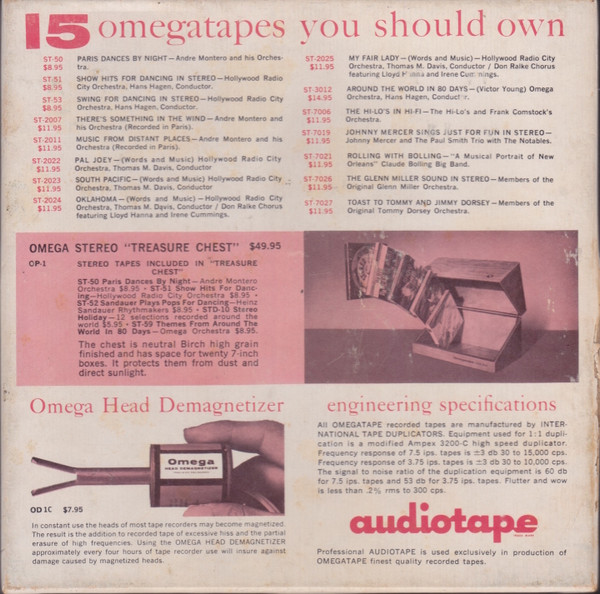 15 omegatapes you should own
ST-50 PARIS DANCES BY NIGHT—Andre Montero and his Orches-
$8.95 tra.
ST-51 SHOW HITS FOR DANCING IN STEREO—Hollywood Radio City
$8.95 Orchestra, Hans Hagen, Conductor.
ST-53 SWING FOR DANCING IN STEREO—Hollywood Radio City
$8.95 Orchestra, Hans Hagen, Conductor.
ST-2007 THERE'S SOMETHING IN THE WIND—Andre Montero and
$11.95 his Orchestra (Recorded in Paris).
ST-2011 MUSIC FROM DISTANT PLACES—Andre Montero and his
$11.95 Orchestra (Recorded in Paris).
ST-2022 PAL JOEY—(Words and Music) Hollywood Radio City
$11.95 Orchestra, Thomas M. Davis, Conductor
ST-2023 SOUTH PACIFIC—(Words and Music)—Hollywood Radio City
$11.95 Orchestra, Thomas M. Davis, Conductor
ST-2024 OKLAHOMA—(Words and Music)—Hollywood Radio City
$11.95 Orchestra, Thomas M. Davis, Conductor / Don Ralke Chorus
featuring Lloyd Hanna and Irene Cummings.
ST-2025 MY FAIR LADY—(Words and Music)—Hollywood Radio City
$11.95 Orchestra, Thomas M. Davis, Conductor / Don Ralke Chorus
featuring Lloyd Hanna and Irene Cummings.
ST-3012 AROUND THE WORLD IN 80 DAYS—(Victor Young) Omega
$14.95 Orchestra, Hans Hagen, Conductor.
ST-7006 THE HI-LO'S IN HI-FI—The Hi-Lo's and Frank Comstock's
$11.95 Orchestra.
ST-7019 JOHNNY MERCER SINGS JUST FOR FUN IN STEREO—
$11.95 Johnny Mercer and The Paul Smith Trio with The Notables.
ST-7021 ROLLING WITH BOLLING—"A Musical Portrait of New
$11.95 Orleans" Claude Bolling Big Band.
ST-7026 THE GLENN MILLER SOUND IN STEREO—Members of the
$11.95 Original Glenn Miller Orchestra.
ST-7027 TOAST TO TOMMY AND JIMMY DORSEY—Members of the
$11.95 Original Tommy Dorsey Orchestra.
OMEGA STEREO "TREASURE CHEST" $49.95
OP-1 STEREO TAPES INCLUDED IN "TREASURE
CHEST"
ST-50 Paris Dances By Night—Andre Montero
Orchestra $8.95 • ST-51 Show Hits For Danc-
ing—Hollywood Radio City Orchestra $8.95 •
ST-52 Sandauer Plays Pops For Dancing—Heinz
Sandauer Rhythmakers $8.95 • STD-10 Stereo
Holiday—12 selections recorded around the
world $5.95 • ST-59 Themes From Around The
World In 80 Days—Omega Orchestra $8.95.
The chest is neutral Birch high grain
finished and has space for twenty 7-inch
boxes. It protects them from dust and
direct sunlight.
Omega Head Demagnetizer
Omega
HEAD DEMAGNETIZER
OD 1C $7.95
In constant use the heads of most tape recorders may become magnetized.
The result is the addition to recorded tape of excessive hiss and the partial
erasure of high frequencies. Using the OMEGA HEAD DEMAGNETIZER
approximately every four hours of tape recorder use will insure against
damage caused by magnetized heads.
engineering specifications
All OMEGATAPE recorded tapes are manufactured by INTER-
NATIONAL TAPE DUPLICATORS. Equipment used for 1:1 dupli-
cation is a modified Ampex 3200-C high speed duplicator.
Frequency response of 7.5 ips. tapes is ±3 db 30 to 15,000 cps.
Frequency response of 3.75 ips. tapes is ±3 db 30 to 10,000 cps.
The signal to noise ratio of the duplication equipment is 60 db
for 7.5 ips. tapes and 53 db for 3.75 ips. tapes. Flutter and wow
is less than .2% rms to 300 cps.
audiotape
TRADE MARK
Professional AUDIOTAPE is used exclusively in production of
OMEGATAPE finest quality recorded tapes.